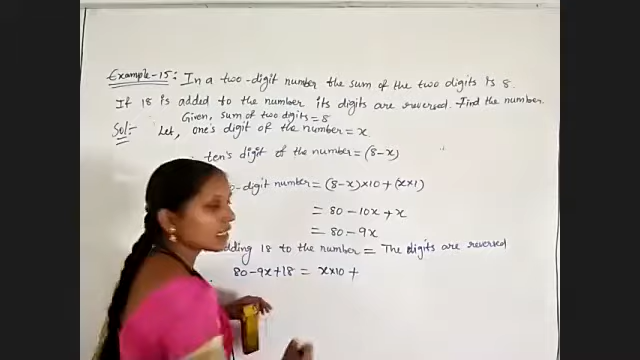 Example-15: In a two-digit number the sum of the two digits is 8.
If 18 is added to the number its digits are reversed. Find the number.
Given, sum of two digits = 8
Sol:- Let, one's digit of the number = x
ten's digit of the number = (8-x)
digit number = (8-x)×10 + (x×1)
= 80 - 10x + x
= 80 - 9x
adding 18 to the number = The digits are reversed
80 - 9x + 18 = x×10 +